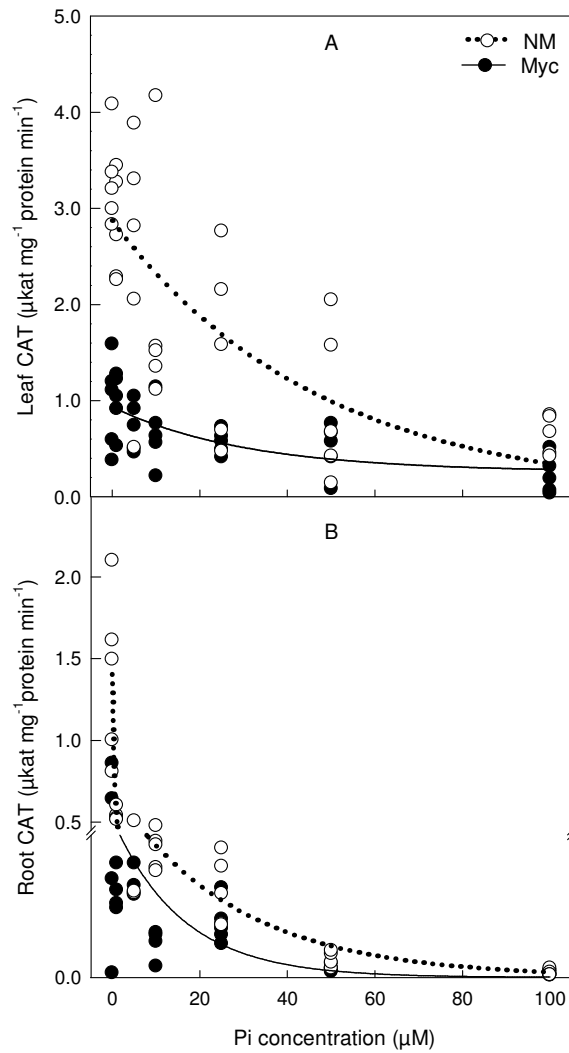 5.0
A
NM
Myc
4.0
3.0
2.0
1.0
0.0
Leaf CAT (µkat mg⁻¹ protein min⁻¹)
B
2.0
1.5
1.0
0.5
0.0
Root CAT (µkat mg⁻¹protein min⁻¹)
0 20 40 60 80 100
Pi concentration (µM)